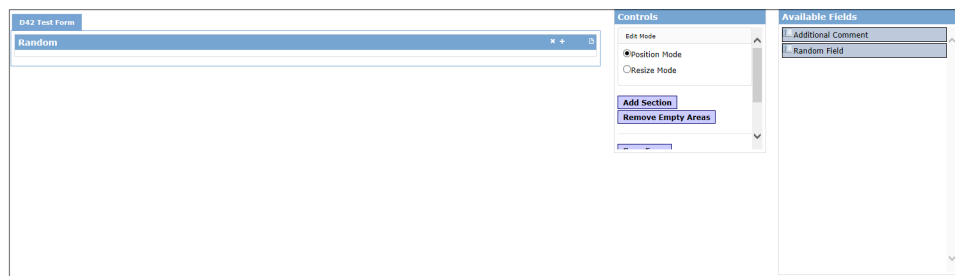 D42 Test Form
Random
Controls
Edit Mode
Position Mode
Resize Mode
Add Section
Remove Empty Areas
Available Fields
Additional Comment
Random Field